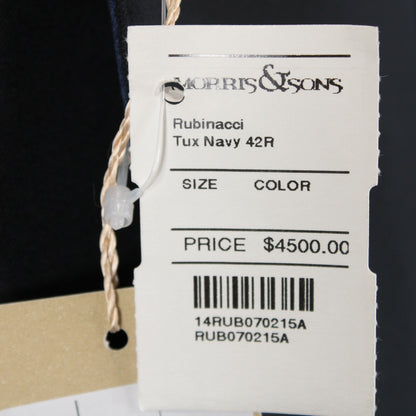 MORRIS&SONS
Rubinacci
Tux Navy 42R
SIZE COLOR
PRICE $4500.00
14RUB070215A
RUB070215A